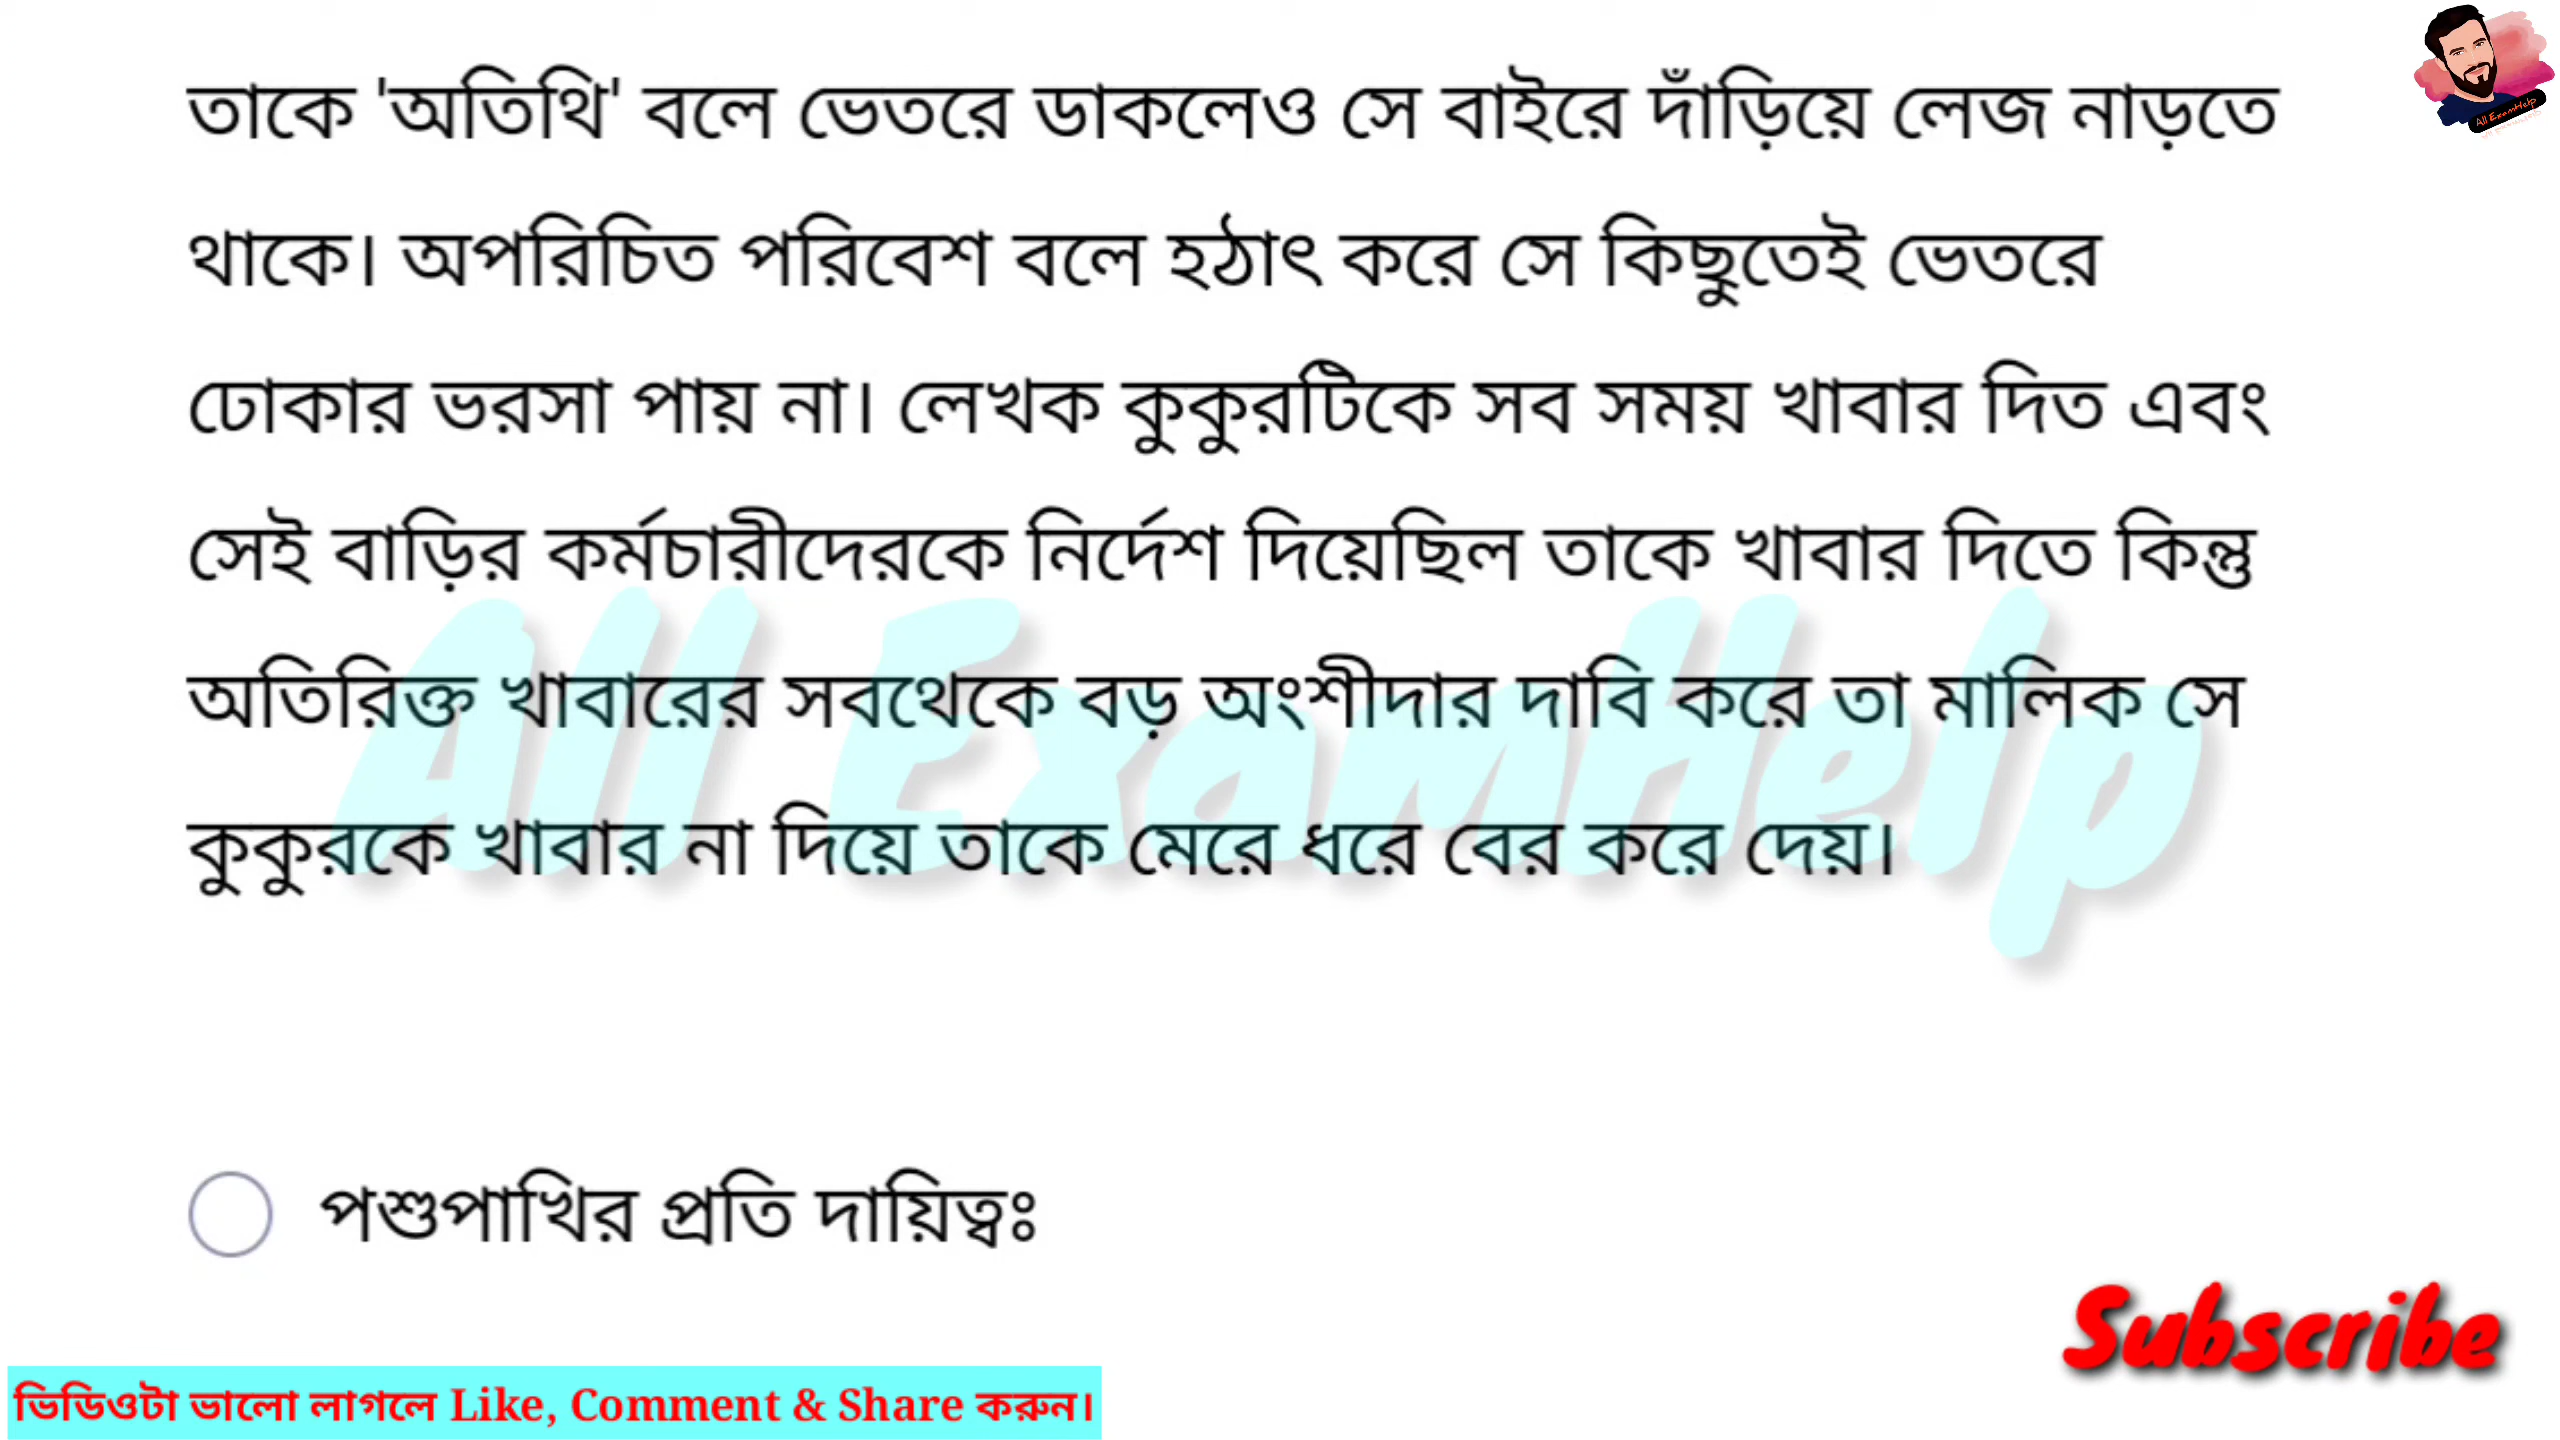 তাকে 'অতিথি' বলে ভেতরে ডাকলেও সে বাইরে দাঁড়িয়ে লেজ নাড়তে
থাকে। অপরিচিত পরিবেশ বলে হঠাৎ করে সে কিছুতেই ভেতরে
ঢোকার ভরসা পায় না। লেখক কুকুরটিকে সব সময় খাবার দিত এবং
সেই বাড়ির কর্মচারীদেরকে নির্দেশ দিয়েছিল তাকে খাবার দিতে কিন্তু
অতিরিক্ত খাবারের সবথেকে বড় অংশীদার দাবি করে তা মালিক সে
কুকুরকে খাবার না দিয়ে তাকে মেরে ধরে বের করে দেয়।
All ExamHelp
পশুপাখির প্রতি দায়িত্বঃ
Subscribe
ভিডিওটা ভালো লাগলে Like, Comment & Share করুন।
All ExamHelp